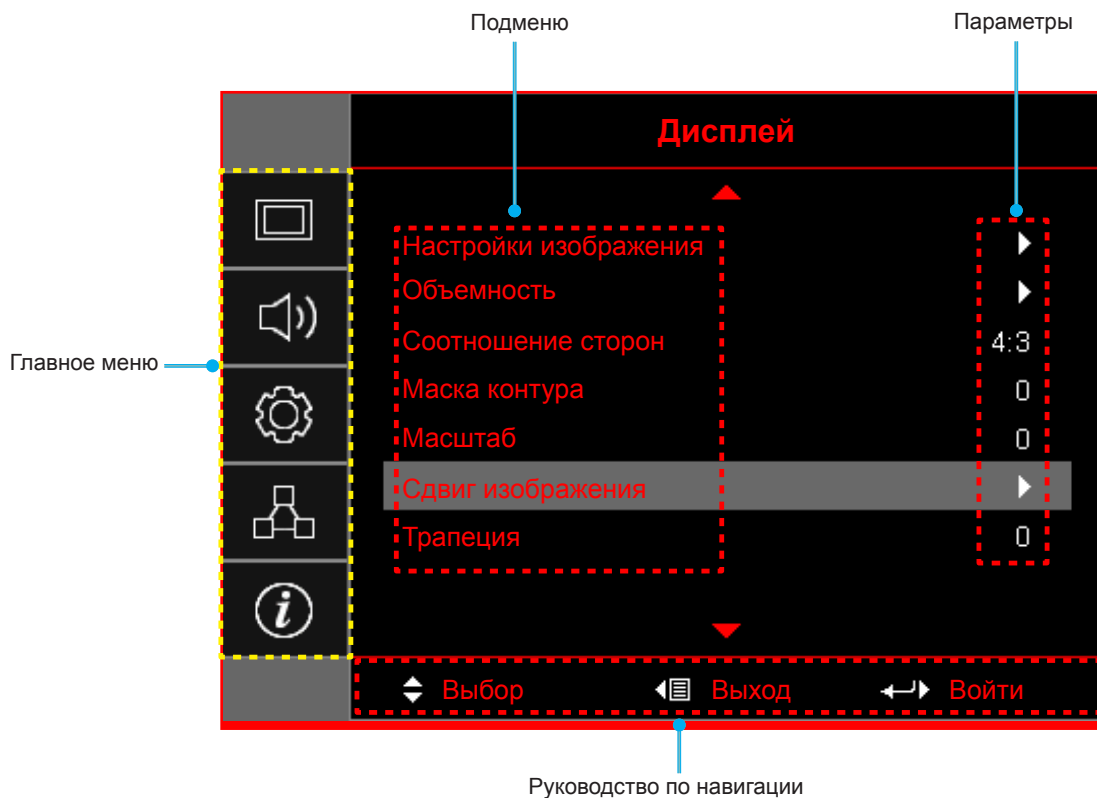 Подменю
Параметры
Дисплей
Настройки изображения
Объемность
Соотношение сторон 4:3
Маска контура 0
Масштаб 0
Сдвиг изображения
Трапеция 0
Главное меню
Выбор Выход Войти
Руководство по навигации